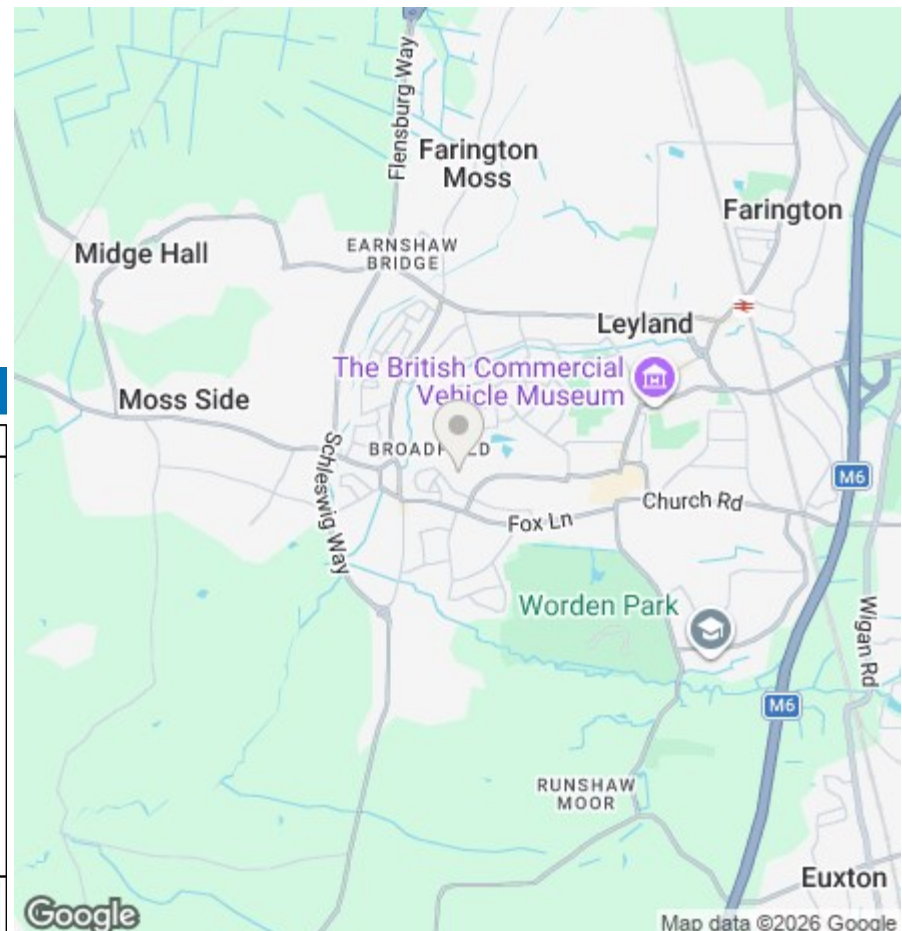 Flensburg Way
Farington
Moss
Farington
EARNSHAW
BRIDGE
Midge Hall
Leyland
The British Commercial
Vehicle Museum
Moss Side
M6
Schleswig Way
Church Rd
Fox Ln
Worden Park
Wigan Rd
M6
RUNSHAW
MOOR
Euxton
Google
Map data ©2026 Google